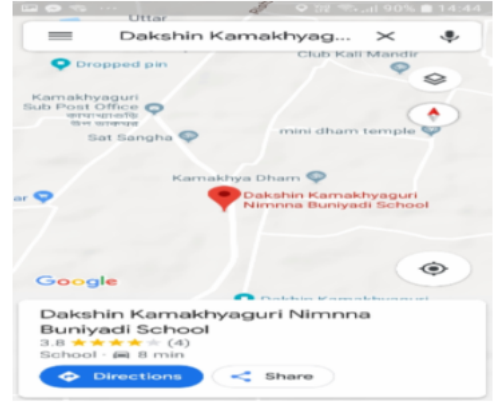 90% 14:44
Uttar
Dakshin Kamakhyag...
Club Kali Mandir
Dropped pin
Kamakhyaguri
Sub Post Office
Sat Sangha
mini dham temple
Kamakhya Dham
ar
Dakshin Kamakhyaguri
Nimnna Buniyadi School
Google
Dakshin Kamakhyaguri Nimnna
Buniyadi School
3.8 (4)
School · 8 min
Directions
Share